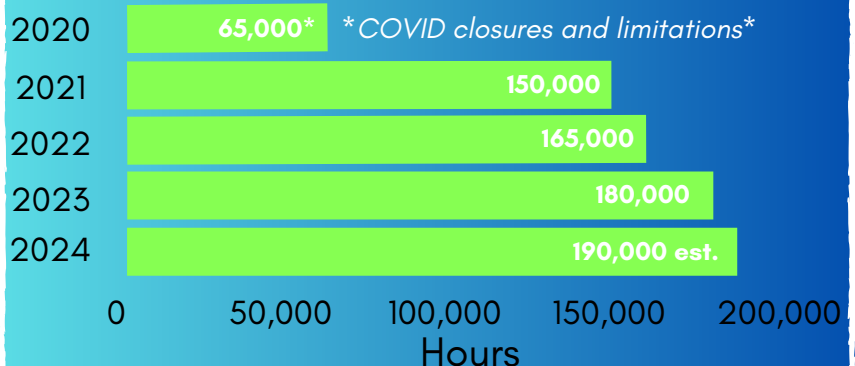 2020 65,000* *COVID closures and limitations*
2021 150,000
2022 165,000
2023 180,000
2024 190,000 est.
0 50,000 100,000 150,000 200,000
Hours